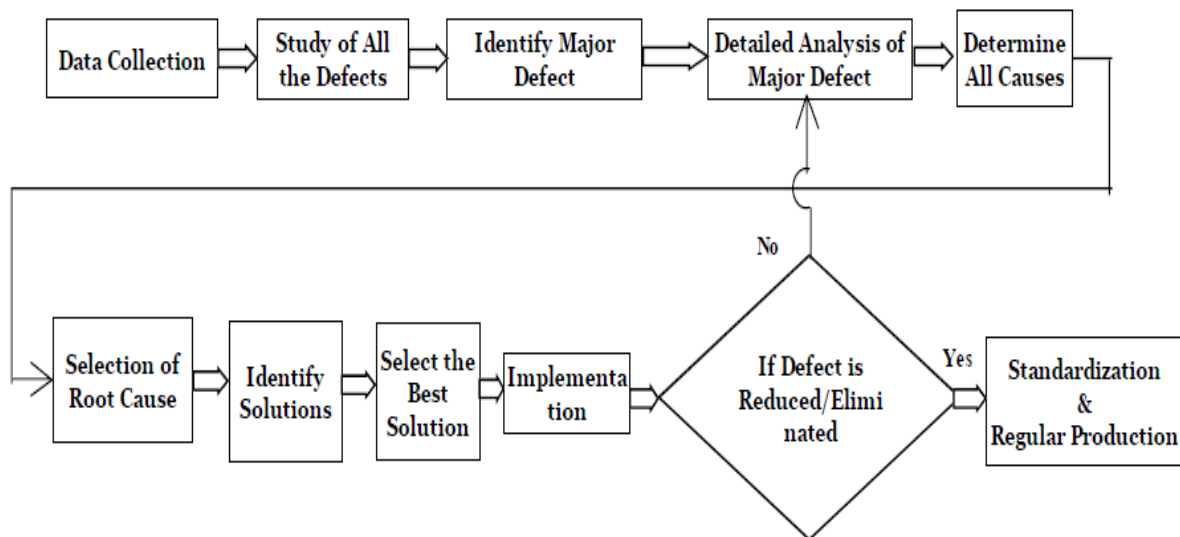 Data Collection
Study of All
the Defects
Identify Major
Defect
Detailed Analysis of
Major Defect
Determine
All Causes
No
Selection of
Root Cause
Identify
Solutions
Select the
Best
Solution
Implementa
tion
If Defect is
Reduced/Elimi
nated
Yes
Standardization
&
Regular Production